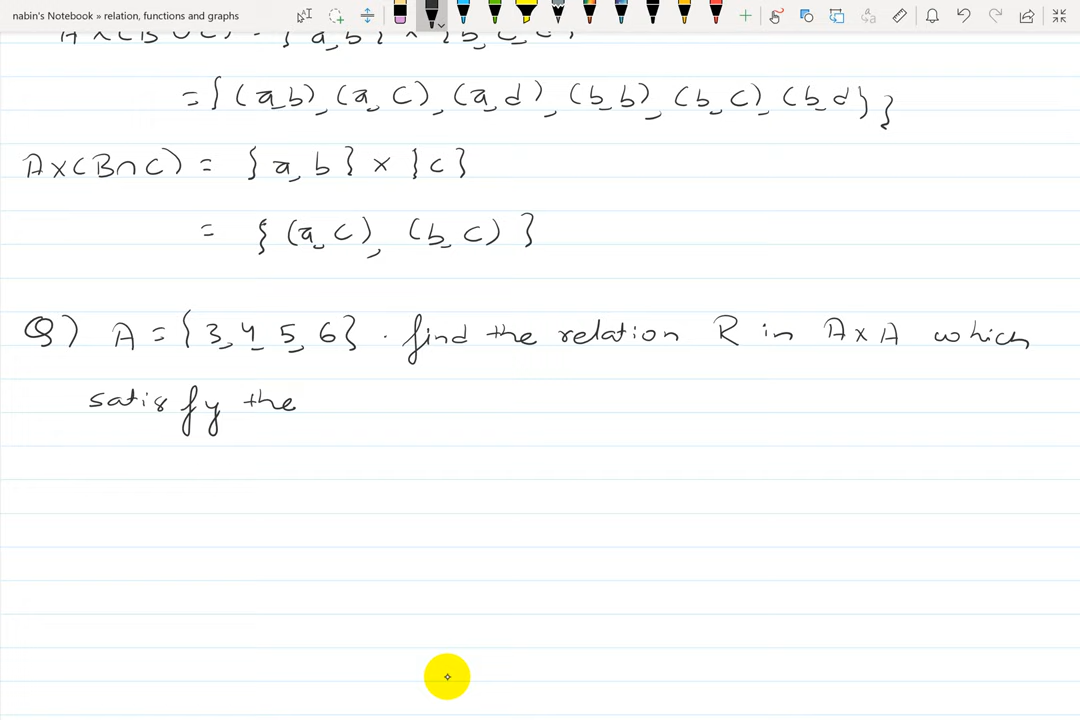 nabin's Notebook » relation, functions and graphs
= { (a,b), (a, c), (a,d), (b,b), (b,c), (b,d) }
A×(B∩C) = {a,b} × {c}
= { (a,c), (b,c) }
Q) A = {3,4,5,6}. find the relation R in A×A which
satisfy the